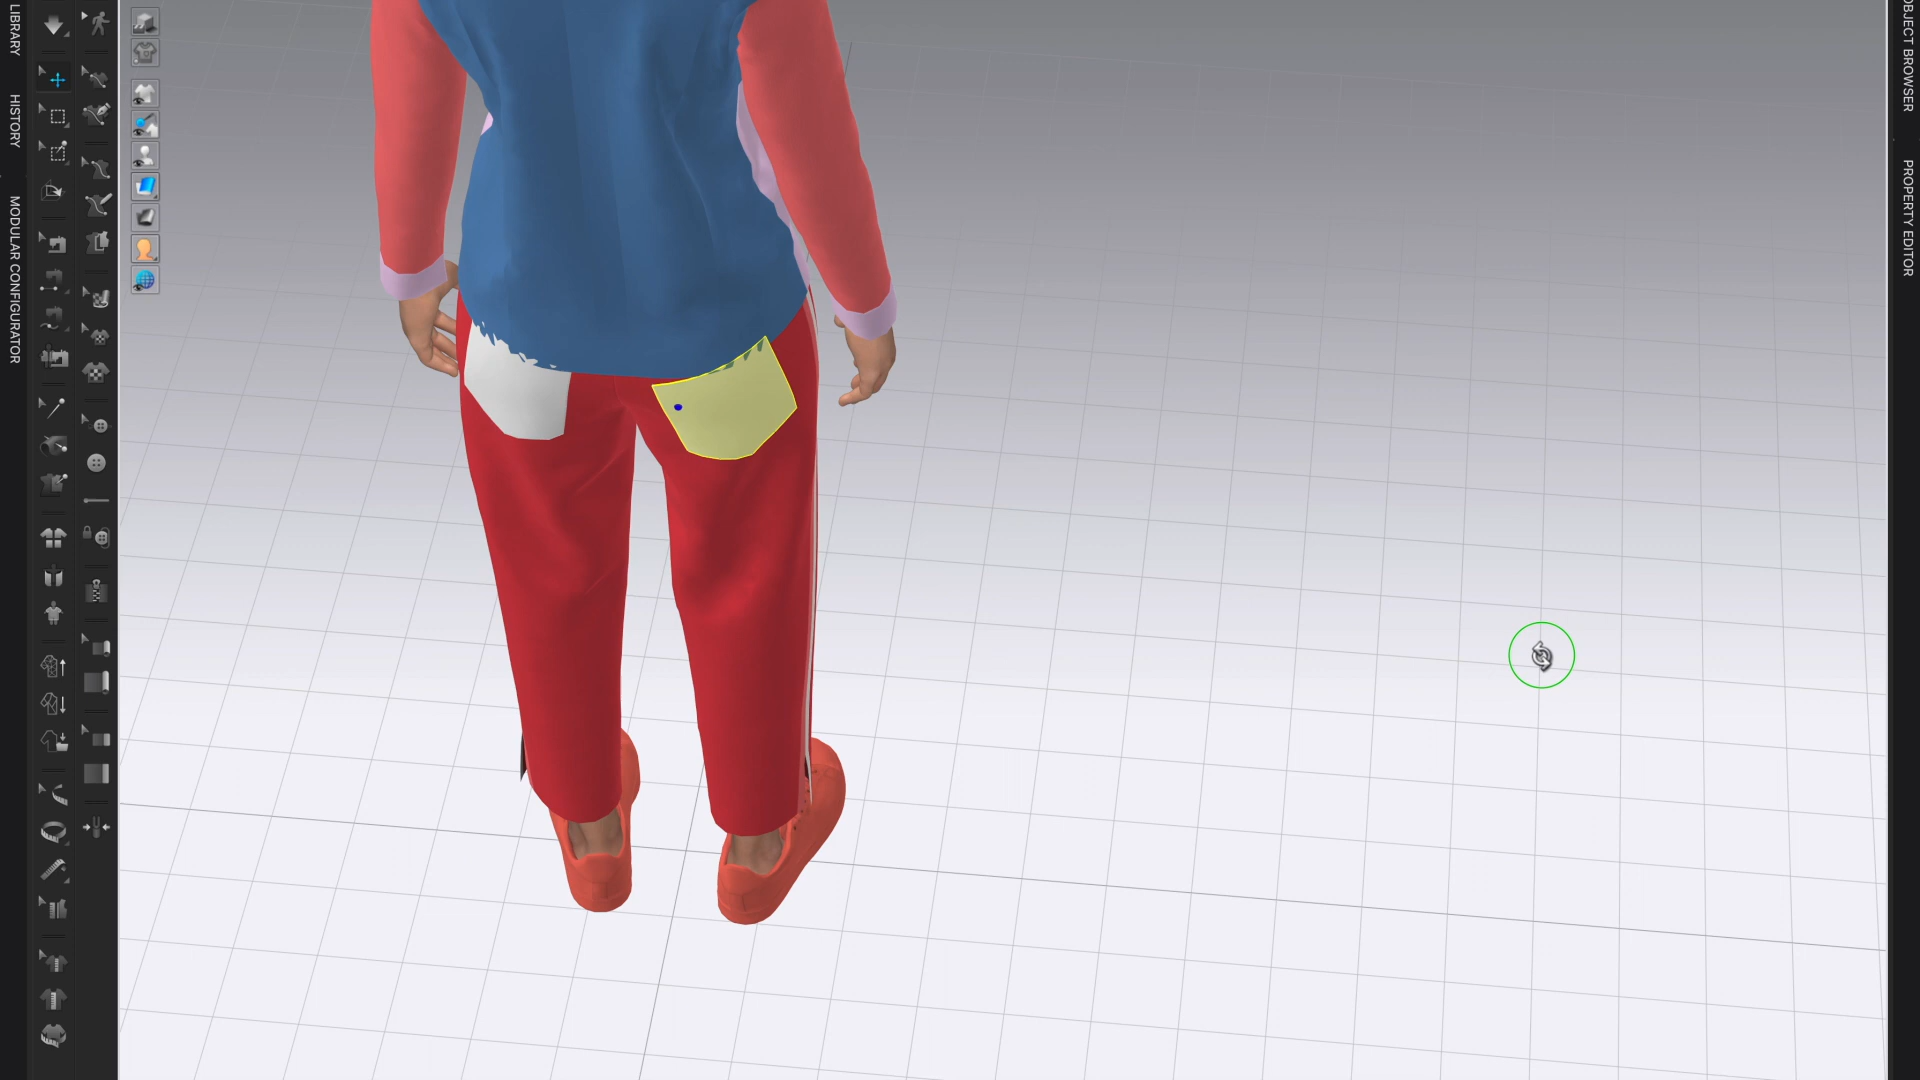 LIBRARY
HISTORY
MODULAR CONFIGURATOR
OBJECT BROWSER
PROPERTY EDITOR